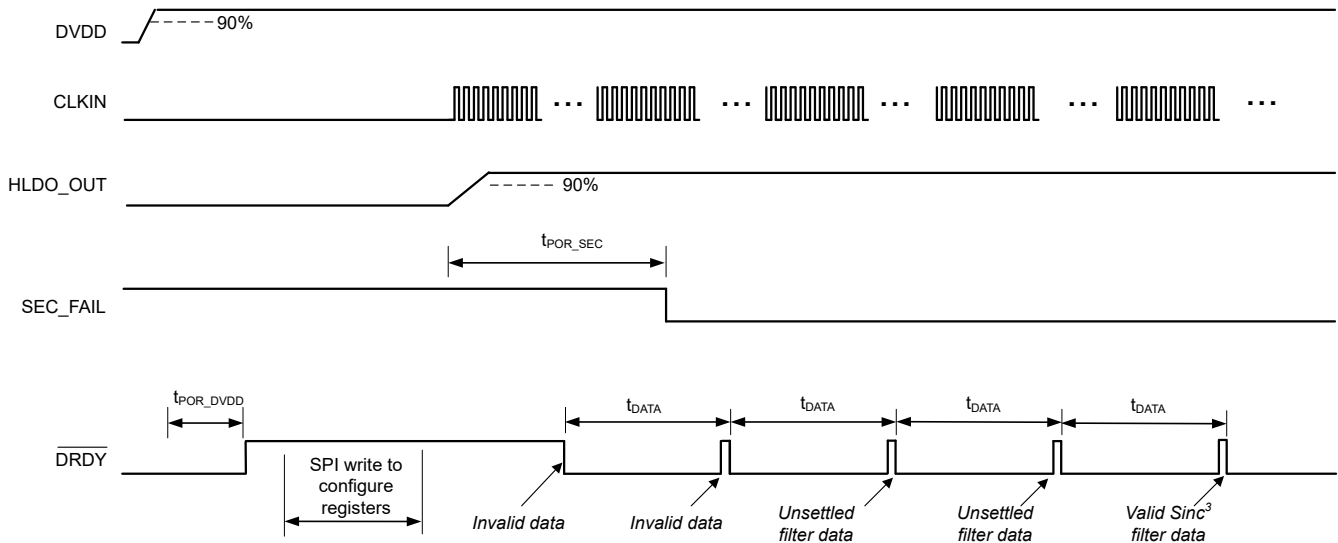 DVDD
90%
CLKIN
... ... ... ... ...
HLDO_OUT
90%
tPOR_SEC
SEC_FAIL
tPOR_DVDD
tDATA tDATA tDATA tDATA
DRDY
SPI write to
configure
registers
Invalid data
Invalid data
Unsettled
filter data
Unsettled
filter data
Valid Sinc³
filter data